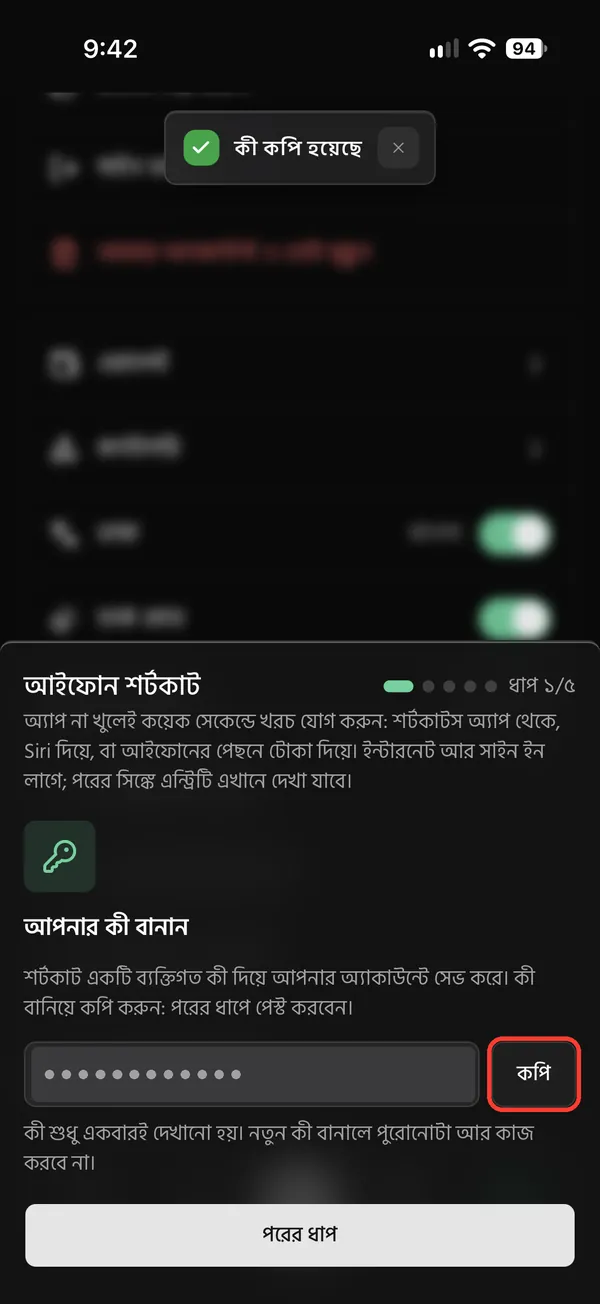 9:42
94
কী কপি হয়েছে
আইফোন শর্টকাট
ধাপ ১/৫
অ্যাপ না খুলেই কয়েক সেকেন্ডে খরচ যোগ করুন: শর্টকাটস অ্যাপ থেকে,
Siri দিয়ে, বা আইফোনের পেছনে টোকা দিয়ে। ইন্টারনেট আর সাইন ইন
লাগে; পরের সিঙ্কে এন্ট্রিটি এখানে দেখা যাবে।
আপনার কী বানান
শর্টকাট একটি ব্যক্তিগত কী দিয়ে আপনার অ্যাকাউন্টে সেভ করে। কী
বানিয়ে কপি করুন: পরের ধাপে পেস্ট করবেন।
কপি
কী শুধু একবারই দেখানো হয়। নতুন কী বানালে পুরোনোটা আর কাজ
করবে না।
পরের ধাপ